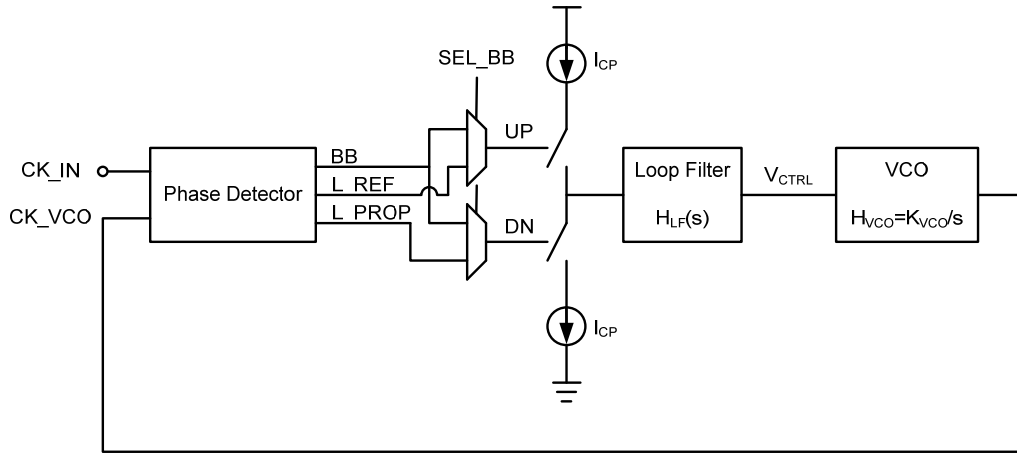 SEL_BB
I_CP
CK_IN
CK_VCO
Phase Detector
BB
L_REF
L_PROP
UP
DN
Loop Filter
H_LF(s)
V_CTRL
VCO
H_VCO=K_VCO/s
I_CP